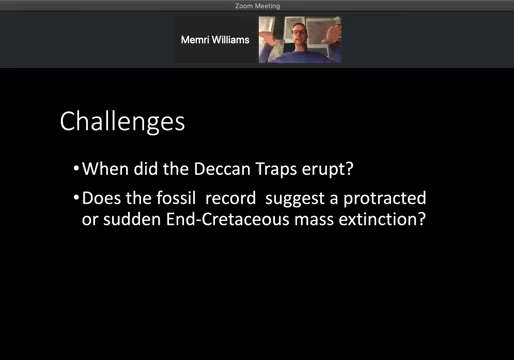 Zoom Meeting
Memri Williams
Challenges
•When did the Deccan Traps erupt?
•Does the fossil record  suggest a protracted
or sudden End-Cretaceous mass extinction?